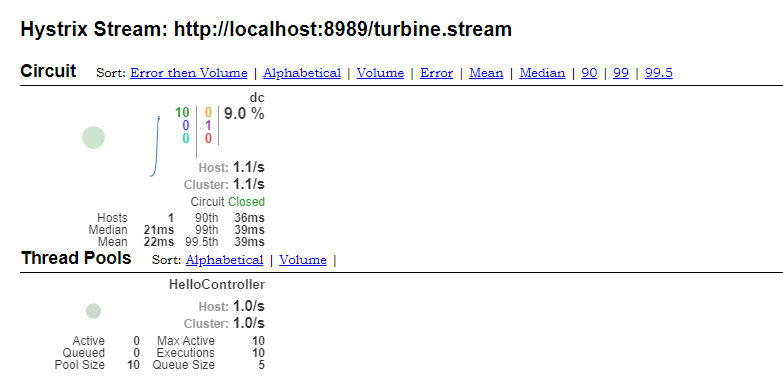 Hystrix Stream: http://localhost:8989/turbine.stream
Circuit Sort: Error then Volume | Alphabetical | Volume | Error | Mean | Median | 90 | 99 | 99.5
dc
10 0 9.0 %
0 1
0 0
Host: 1.1/s
Cluster: 1.1/s
Circuit Closed
Hosts 1 90th 36ms
Median 21ms 99th 39ms
Mean 22ms 99.5th 39ms
Thread Pools Sort: Alphabetical | Volume |
HelloController
Host: 1.0/s
Cluster: 1.0/s
Active 0 Max Active 10
Queued 0 Executions 10
Pool Size 10 Queue Size 5